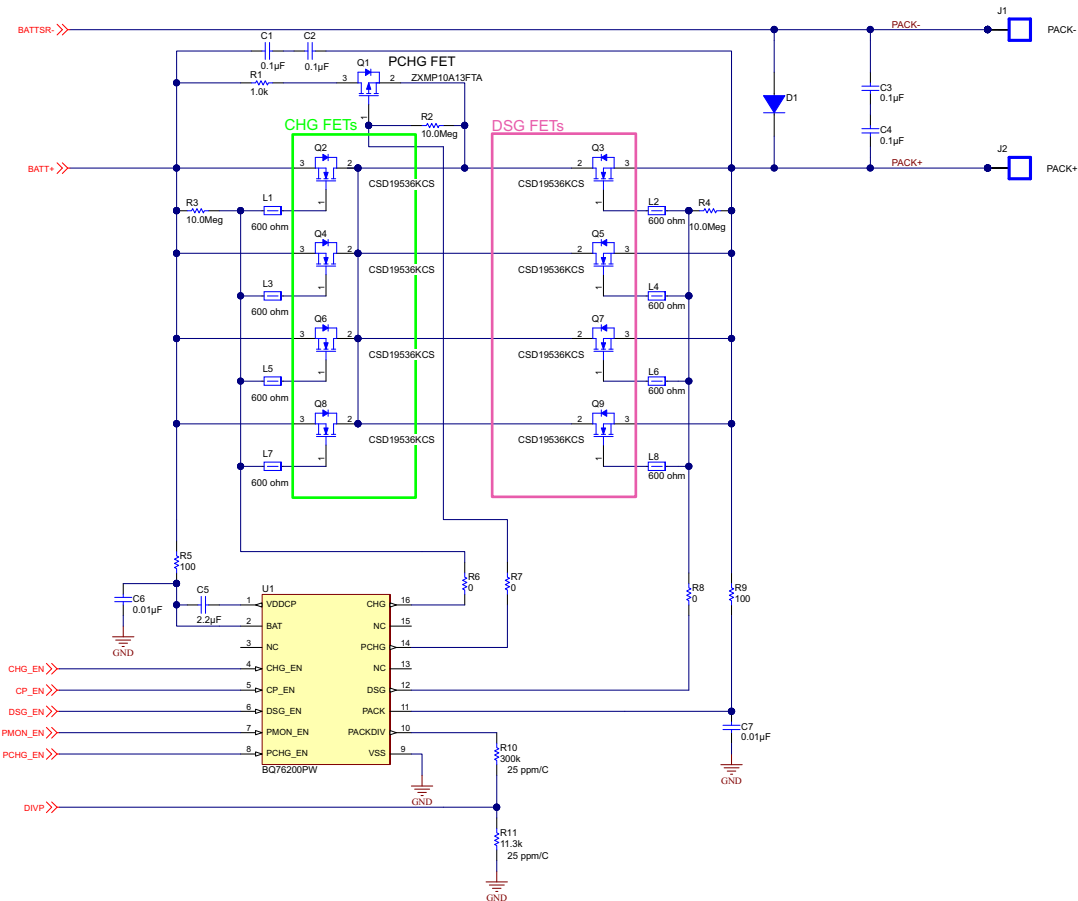 J1
BATTSR-
PACK-
PACK-
C1
C2
0.1µF
0.1µF
Q1
PCHG FET
3
2
ZXMP10A13FTA
1
R1
1.0k
D1
C3
0.1µF
C4
0.1µF
R2
10.0Meg
CHG FETs
DSG FETs
J2
BATT+
PACK+
PACK+
Q2
3
2
1
CSD19536KCS
Q3
2
3
1
CSD19536KCS
R3
10.0Meg
L1
600 ohm
L2
600 ohm
R4
10.0Meg
Q4
3
2
1
CSD19536KCS
Q5
2
3
1
CSD19536KCS
L3
600 ohm
L4
600 ohm
Q6
3
2
1
CSD19536KCS
Q7
2
3
1
CSD19536KCS
L5
600 ohm
L6
600 ohm
Q8
3
2
1
CSD19536KCS
Q9
2
3
1
CSD19536KCS
L7
600 ohm
L8
600 ohm
R5
100
R6
0
R7
0
R8
0
R9
100
C6
0.01µF
GND
C5
2.2µF
U1
1
VDDCP
CHG
16
2
BAT
NC
15
3
NC
PCHG
14
CHG_EN
4
CHG_EN
NC
13
CP_EN
5
CP_EN
DSG
12
DSG_EN
6
DSG_EN
PACK
11
PMON_EN
7
PMON_EN
PACKDIV
10
PCHG_EN
8
PCHG_EN
VSS
9
BQ76200PW
C7
0.01µF
GND
R10
300k
25 ppm/C
GND
DIVP
R11
11.3k
25 ppm/C
GND